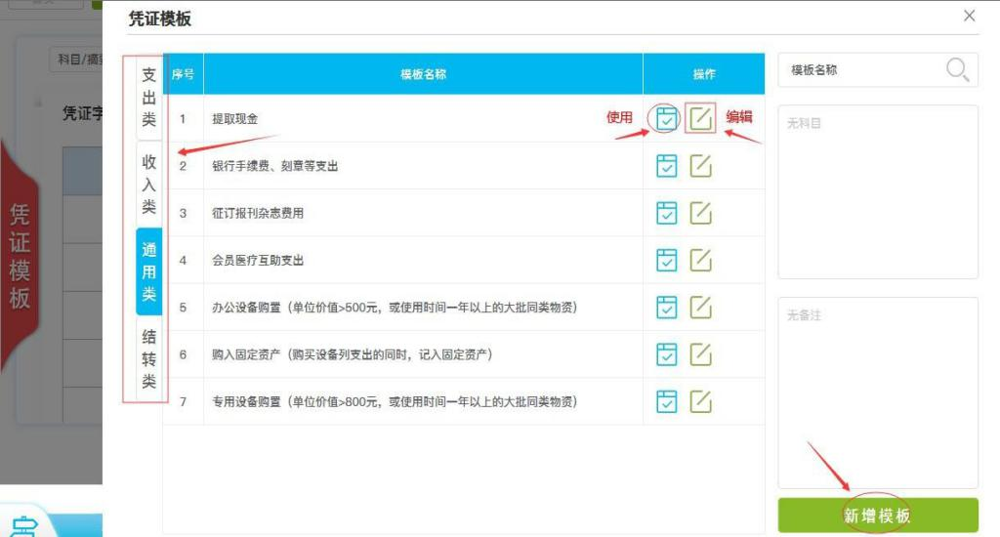 凭证模板
科目/摘
凭证字
凭证模板
支出类
收入类
通用类
结转类
序号 模板名称 操作
1 提取现金 使用 编辑
2 银行手续费、刻章等支出
3 征订报刊杂志费用
4 会员医疗互助支出
5 办公设备购置（单位价值>500元，或使用时间一年以上的大批同类物资）
6 购入固定资产（购买设备列支出的同时，记入固定资产）
7 专用设备购置（单位价值>800元，或使用时间一年以上的大批同类物资）
模板名称
无科目
无备注
新增模板